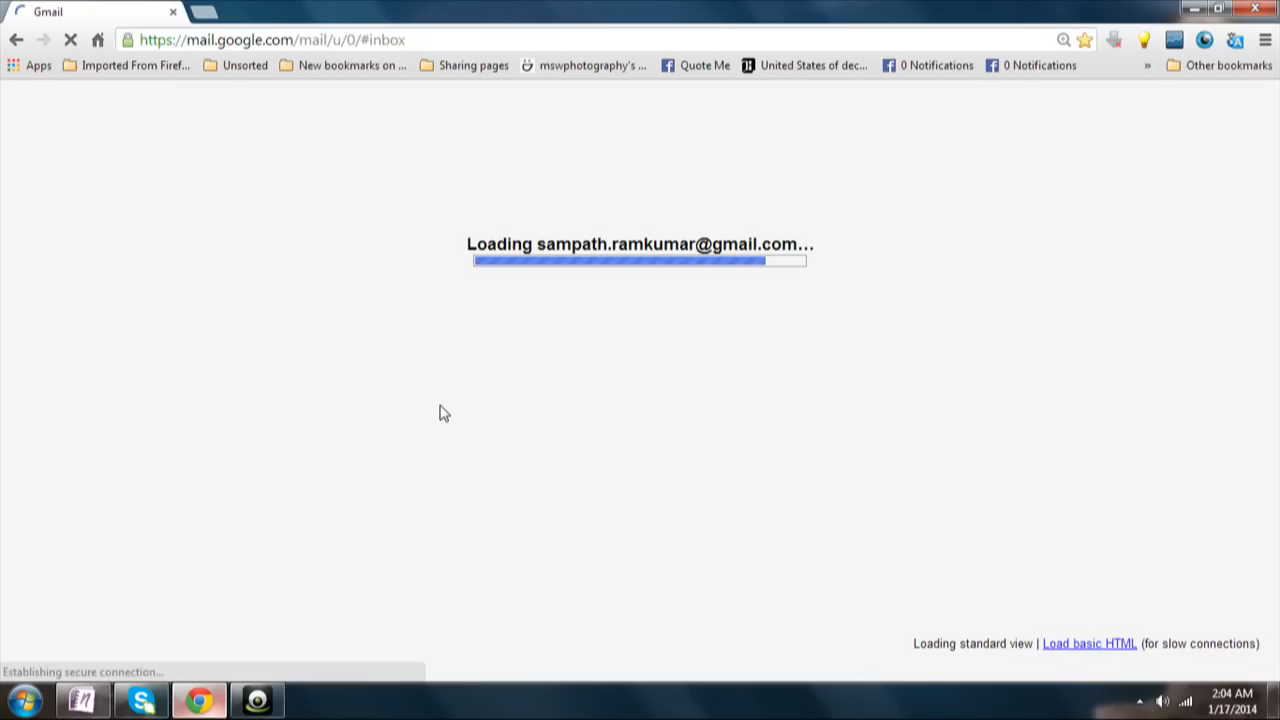 Gmail
https://mail.google.com/mail/u/0/#inbox
Apps Imported From Firef... Unsorted New bookmarks on ... Sharing pages mswphotography's ... Quote Me United States of dec... 0 Notifications 0 Notifications » Other bookmarks
Loading sampath.ramkumar@gmail.com...
Loading standard view | Load basic HTML (for slow connections)
Establishing secure connection...
2:04 AM
1/17/2014